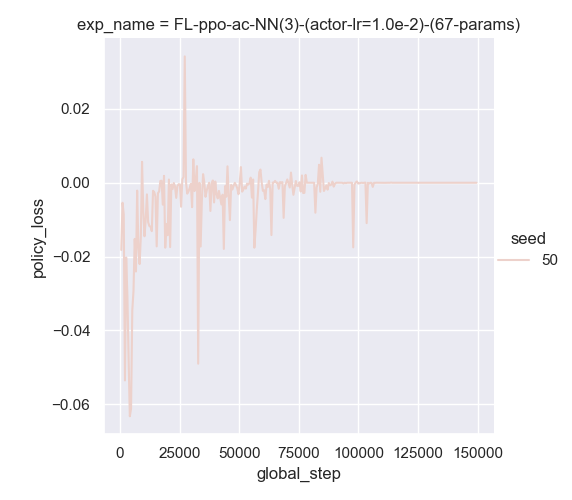 exp_name = FL-ppo-ac-NN(3)-(actor-lr=1.0e-2)-(67-params)
0.02
0.00
−0.02
−0.04
−0.06
policy_loss
seed
50
0 25000 50000 75000 100000 125000 150000
global_step